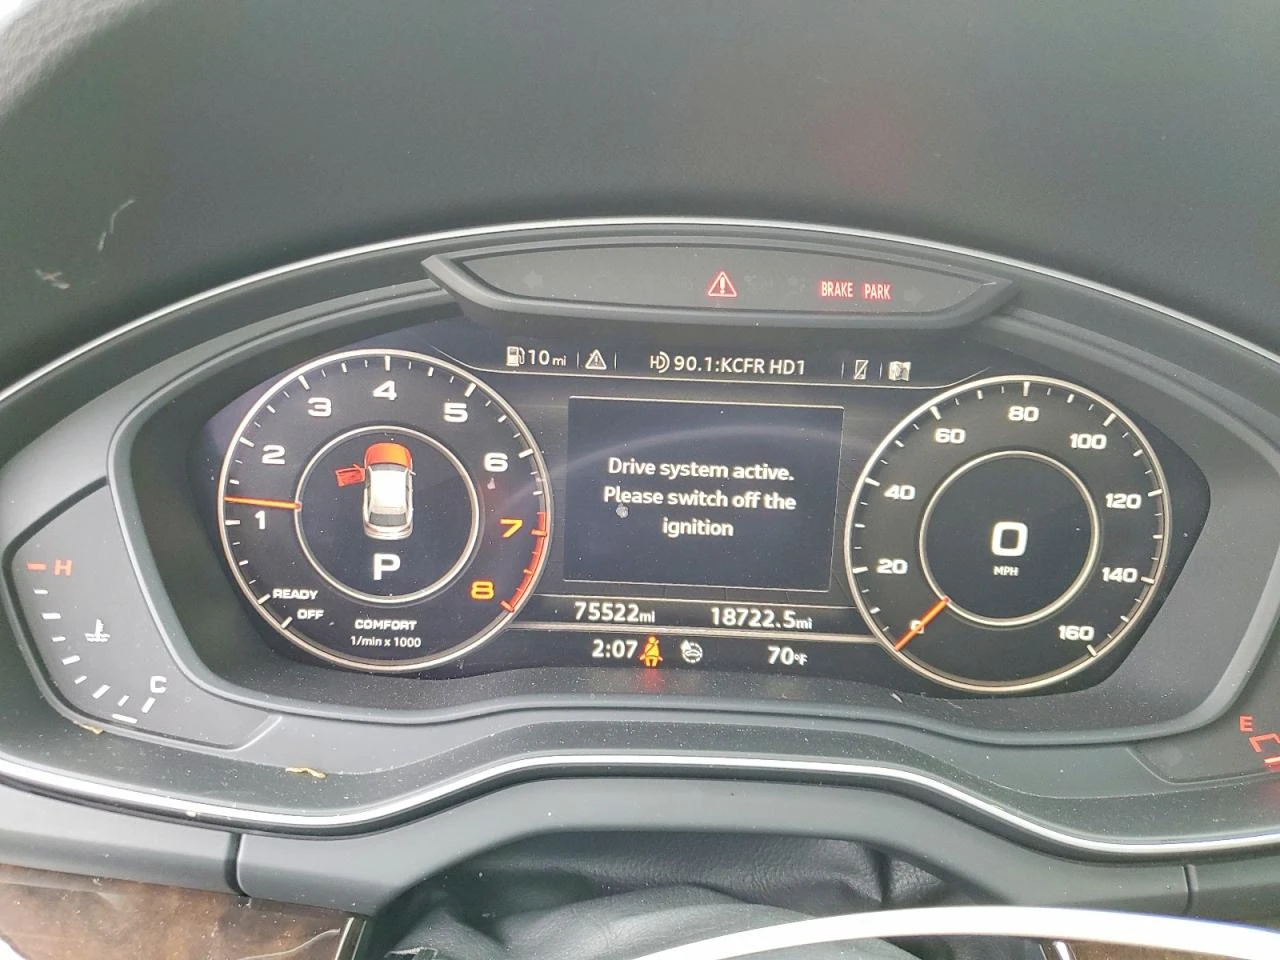 BRAKE PARK
10 mi
90.1:KCFR HD1
1
2
3
4
5
6
7
8
P
READY
OFF
COMFORT
1/min x 1000
Drive system active.
Please switch off the
ignition
75522mi 18722.5mi
2:07
70°F
0
20
40
60
80
100
120
140
160
0
MPH
H
C
E